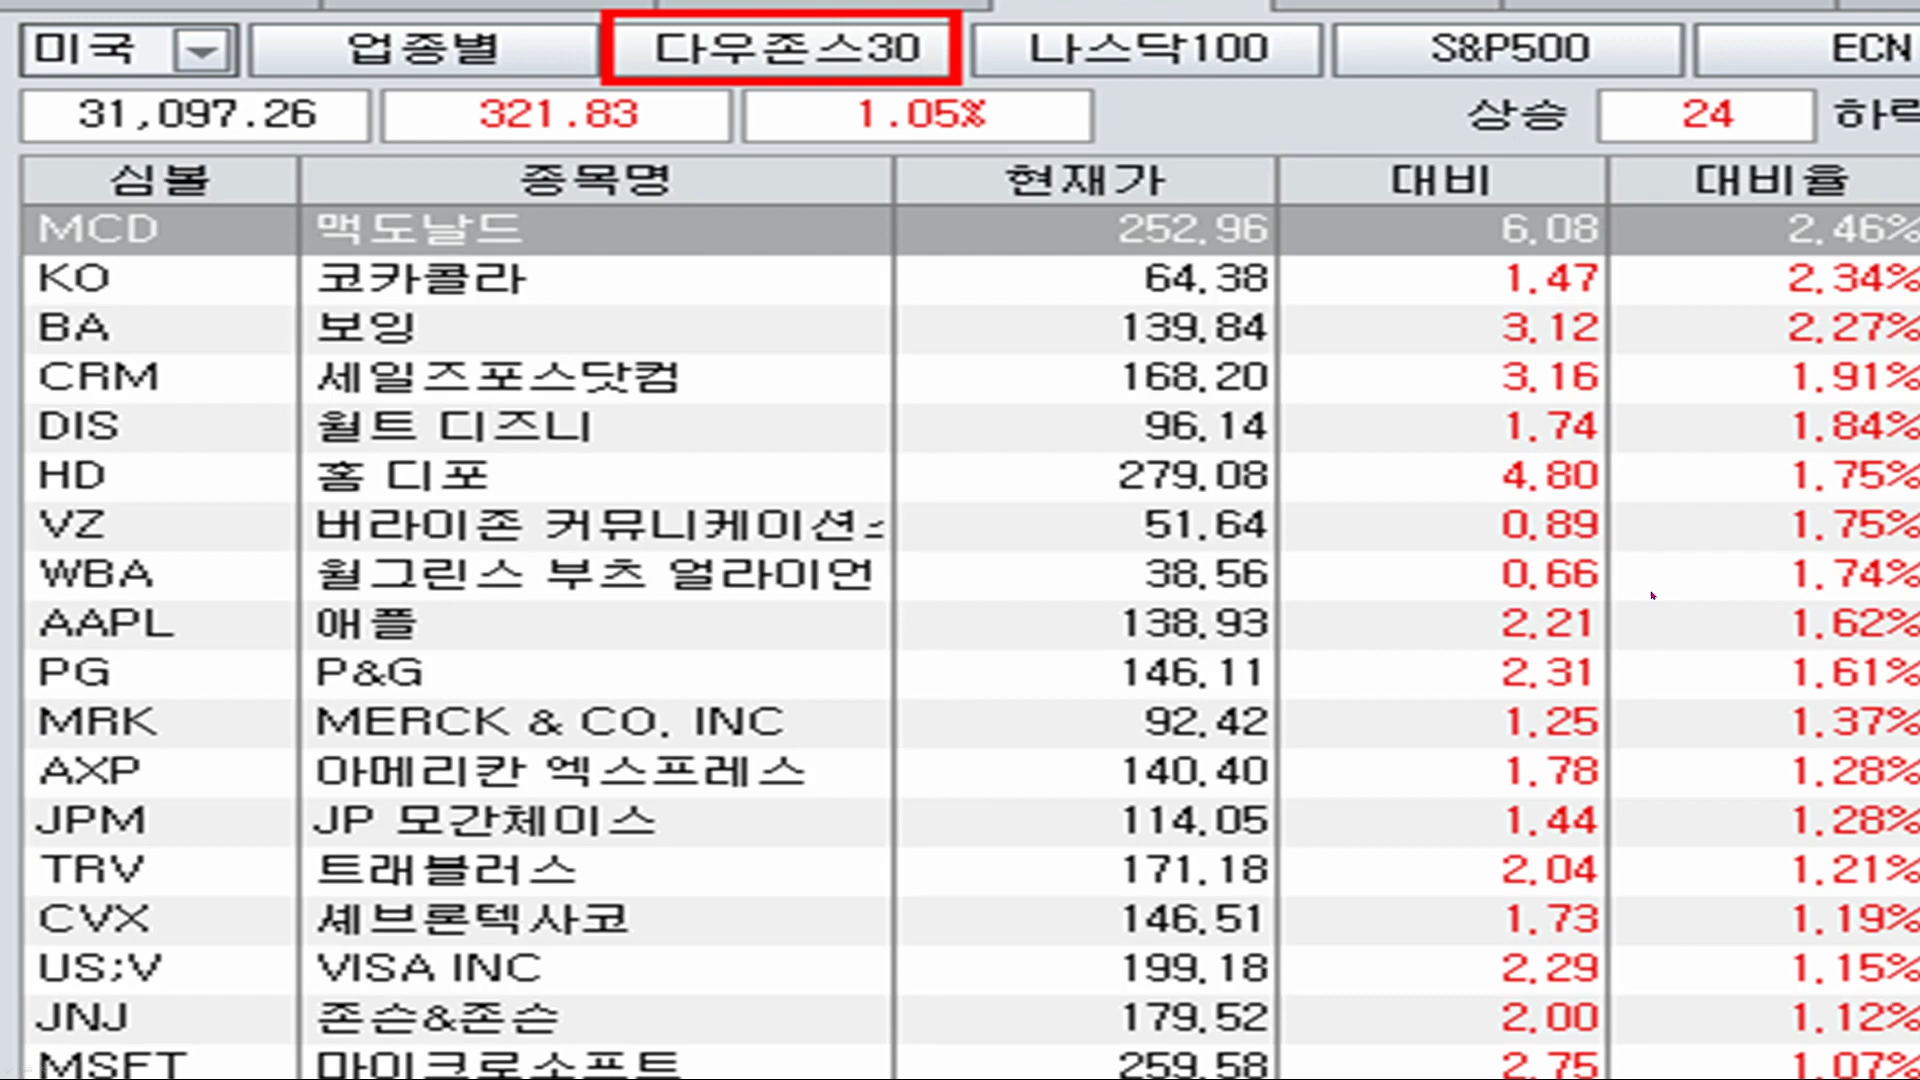 미국 업종별 다우존스30 나스닥100 S&P500 ECN
31,097.26 321.83 1.05% 상승 24 하락
심볼 종목명 현재가 대비 대비율
MCD 맥도날드 252.96 6.08 2.46%
KO 코카콜라 64.38 1.47 2.34%
BA 보잉 139.84 3.12 2.27%
CRM 세일즈포스닷컴 168.20 3.16 1.91%
DIS 월트 디즈니 96.14 1.74 1.84%
HD 홈 디포 279.08 4.80 1.75%
VZ 버라이존 커뮤니케이션스 51.64 0.89 1.75%
WBA 월그린스 부츠 얼라이언 38.56 0.66 1.74%
AAPL 애플 138.93 2.21 1.62%
PG P&G 146.11 2.31 1.61%
MRK MERCK & CO. INC 92.42 1.25 1.37%
AXP 아메리칸 엑스프레스 140.40 1.78 1.28%
JPM JP 모간체이스 114.05 1.44 1.28%
TRV 트래블러스 171.18 2.04 1.21%
CVX 셰브론텍사코 146.51 1.73 1.19%
US;V VISA INC 199.18 2.29 1.15%
JNJ 존슨&존슨 179.52 2.00 1.12%
MSFT 마이크로소프트 259.58 2.75 1.07%